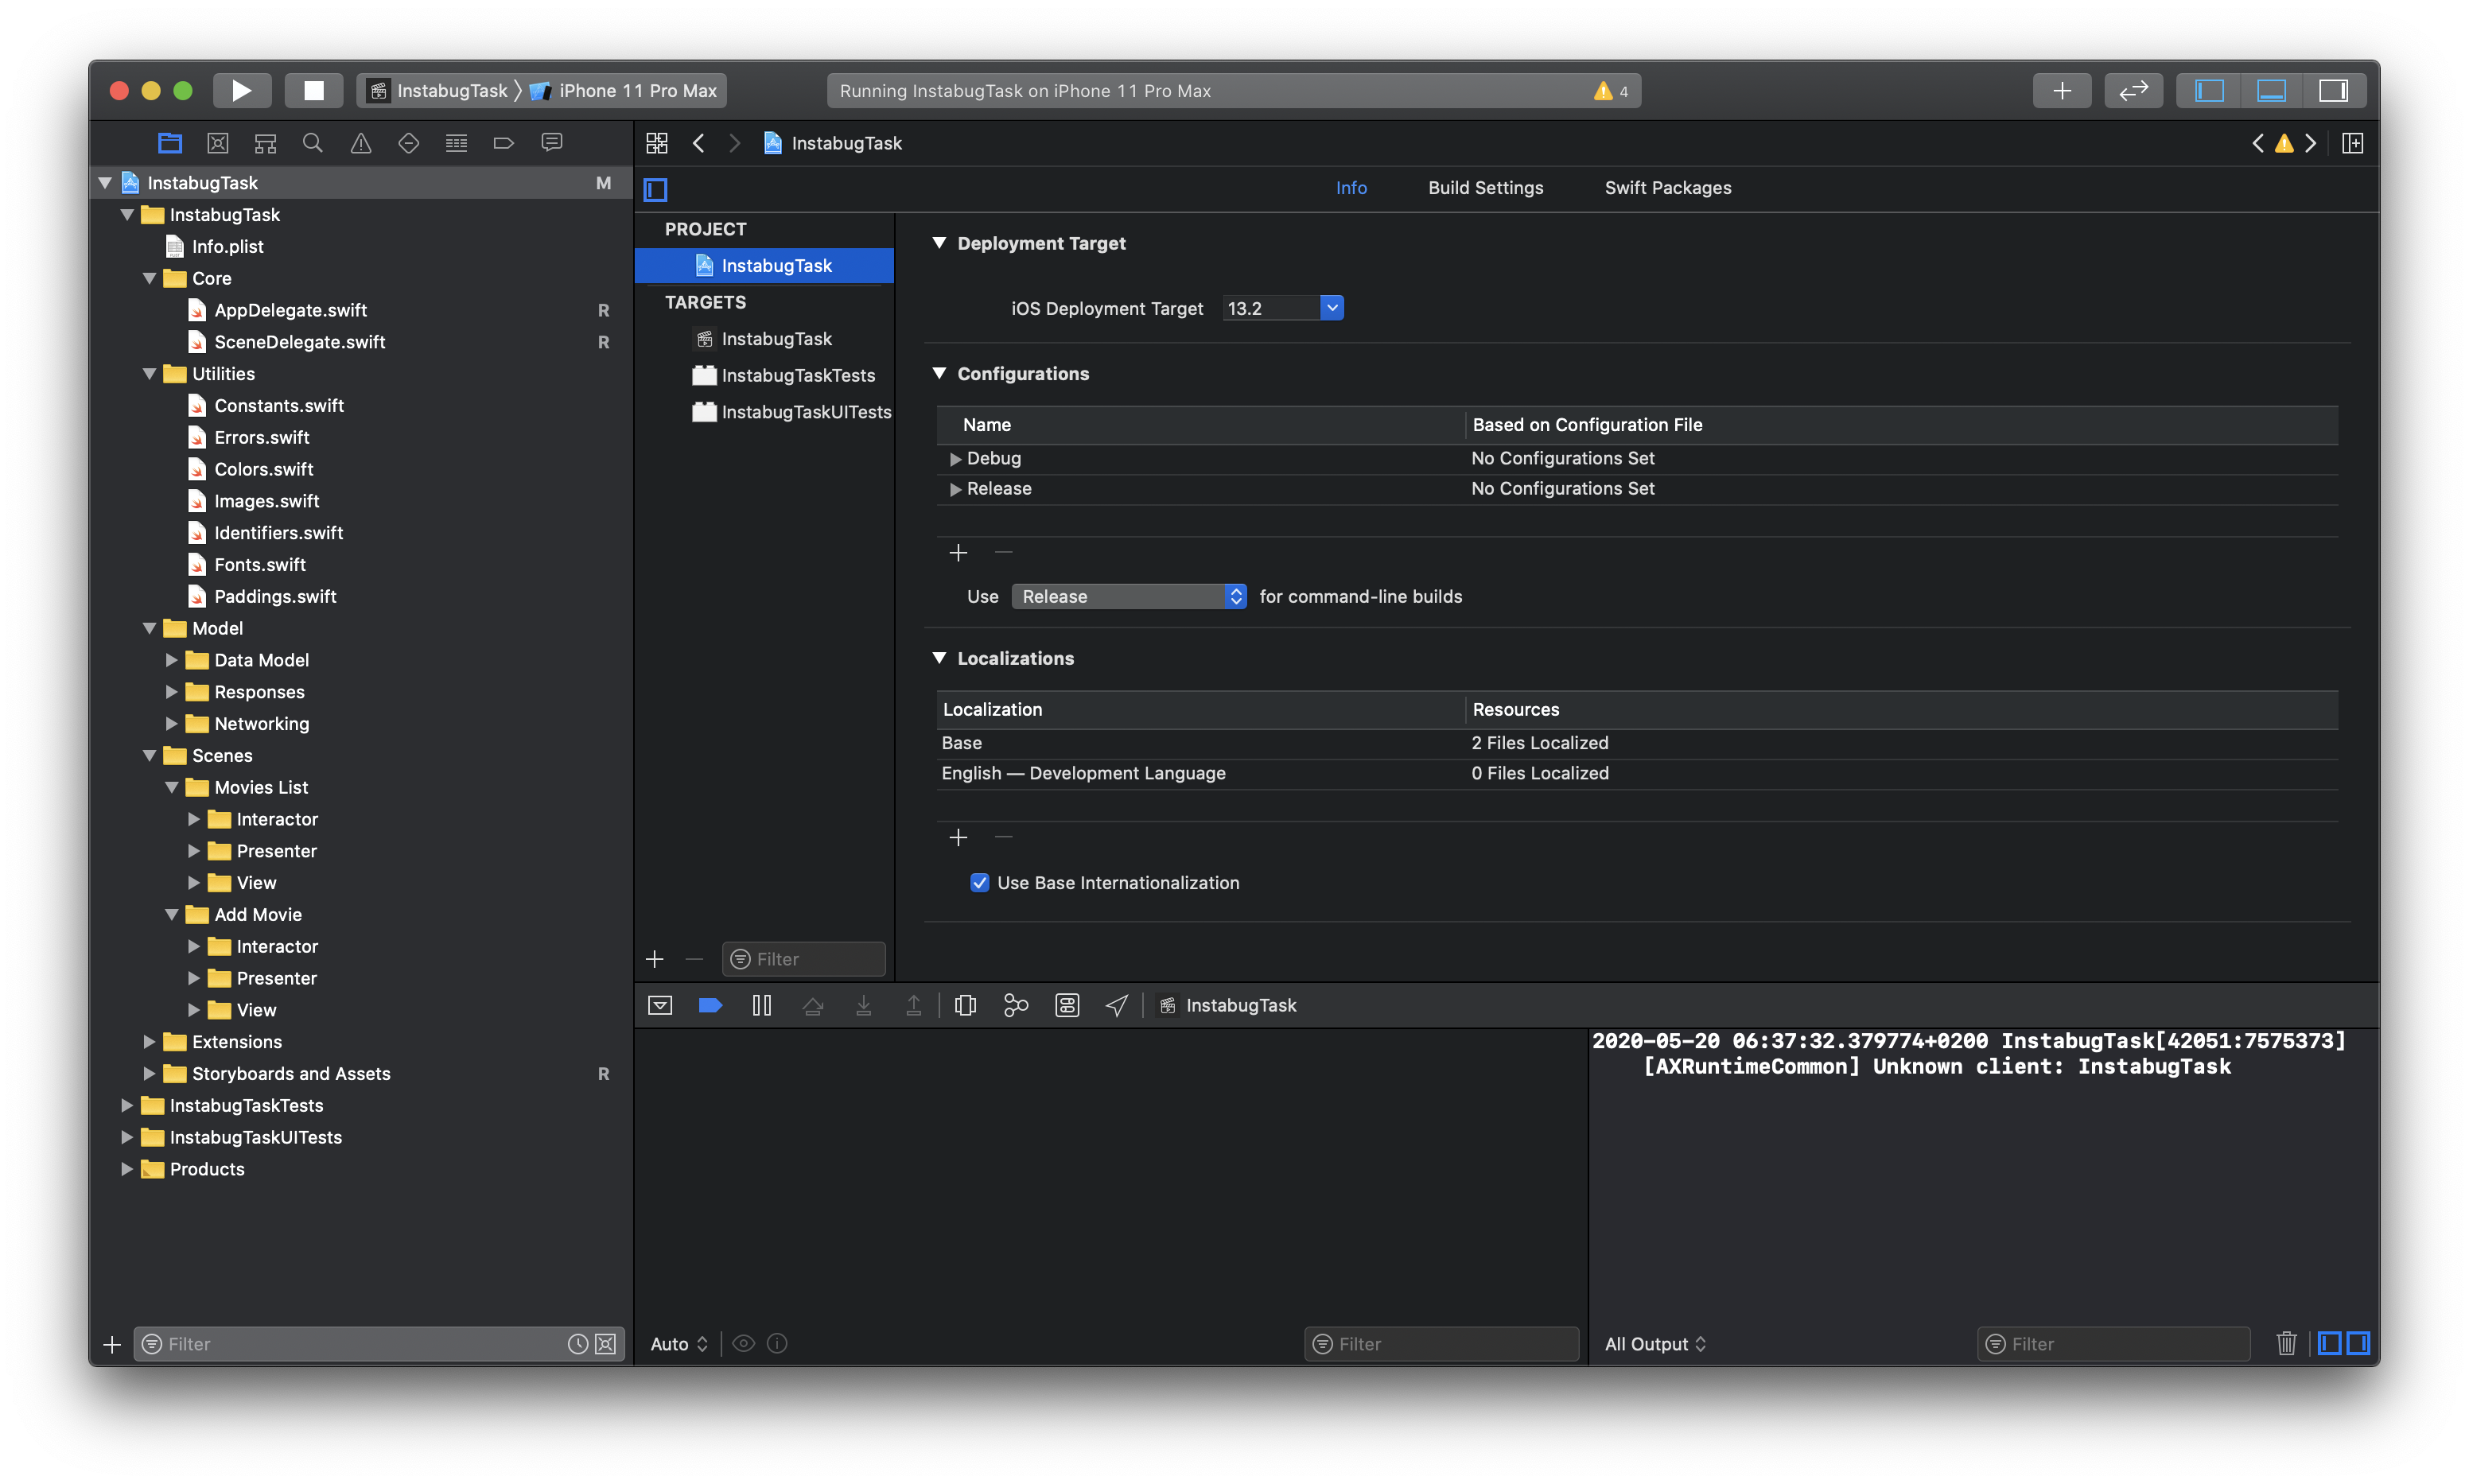 InstabugTask iPhone 11 Pro Max
Running InstabugTask on iPhone 11 Pro Max 4
InstabugTask M
InstabugTask
Info.plist
Core
AppDelegate.swift R
SceneDelegate.swift R
Utilities
Constants.swift
Errors.swift
Colors.swift
Images.swift
Identifiers.swift
Fonts.swift
Paddings.swift
Model
Data Model
Responses
Networking
Scenes
Movies List
Interactor
Presenter
View
Add Movie
Interactor
Presenter
View
Extensions
Storyboards and Assets R
InstabugTaskTests
InstabugTaskUITests
Products
Filter
InstabugTask
Info Build Settings Swift Packages
PROJECT
InstabugTask
TARGETS
InstabugTask
InstabugTaskTests
InstabugTaskUITests
Filter
Deployment Target
iOS Deployment Target 13.2
Configurations
Name Based on Configuration File
Debug No Configurations Set
Release No Configurations Set
Use Release for command-line builds
Localizations
Localization Resources
Base 2 Files Localized
English — Development Language 0 Files Localized
Use Base Internationalization
InstabugTask
2020-05-20 06:37:32.379774+0200 InstabugTask[42051:7575373]
[AXRuntimeCommon] Unknown client: InstabugTask
Auto Filter
All Output Filter